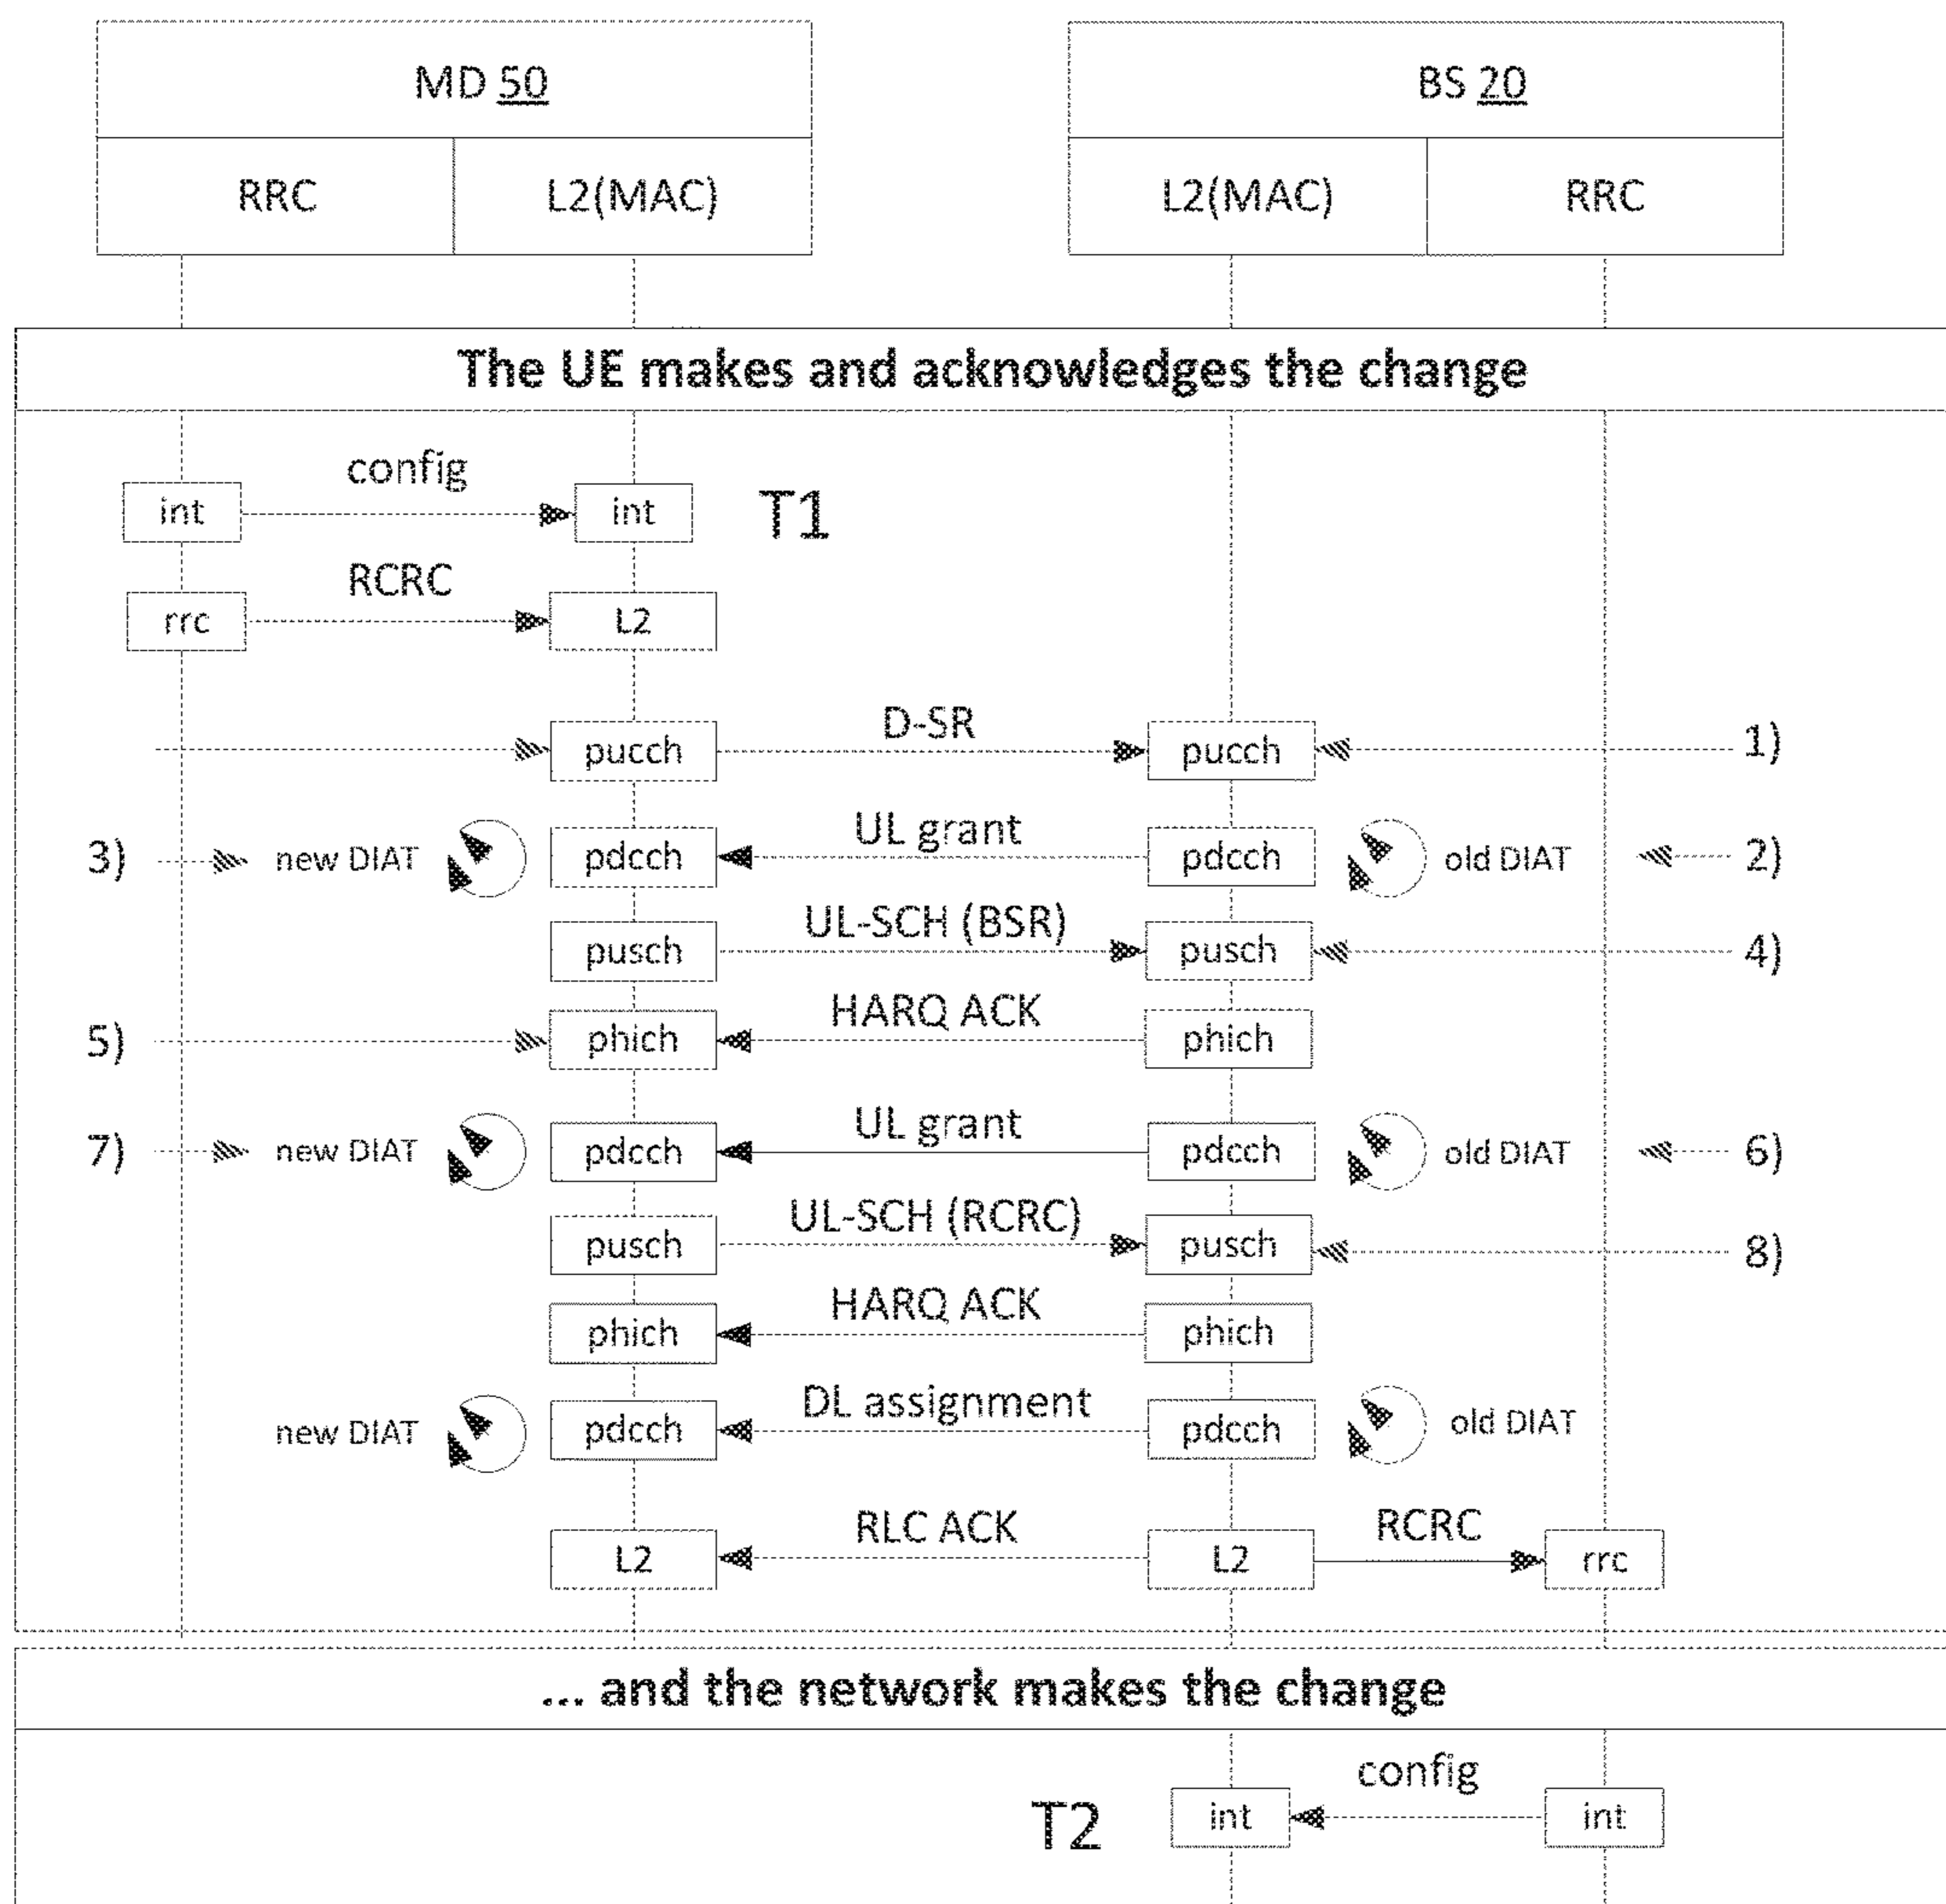 MD 50
BS 20
RRC
L2(MAC)
L2(MAC)
RRC
The UE makes and acknowledges the change
config
int
int
T1
RCRC
rrc
L2
D-SR
pucch
pucch
1)
UL grant
3)
new DIAT
pdcch
pdcch
old DIAT
2)
UL-SCH (BSR)
pusch
pusch
4)
HARQ ACK
5)
phich
phich
UL grant
7)
new DIAT
pdcch
pdcch
old DIAT
6)
UL-SCH (RCRC)
pusch
pusch
8)
HARQ ACK
phich
phich
DL assignment
new DIAT
pdcch
pdcch
old DIAT
RLC ACK
RCRC
L2
L2
rrc
... and the network makes the change
config
T2
int
int